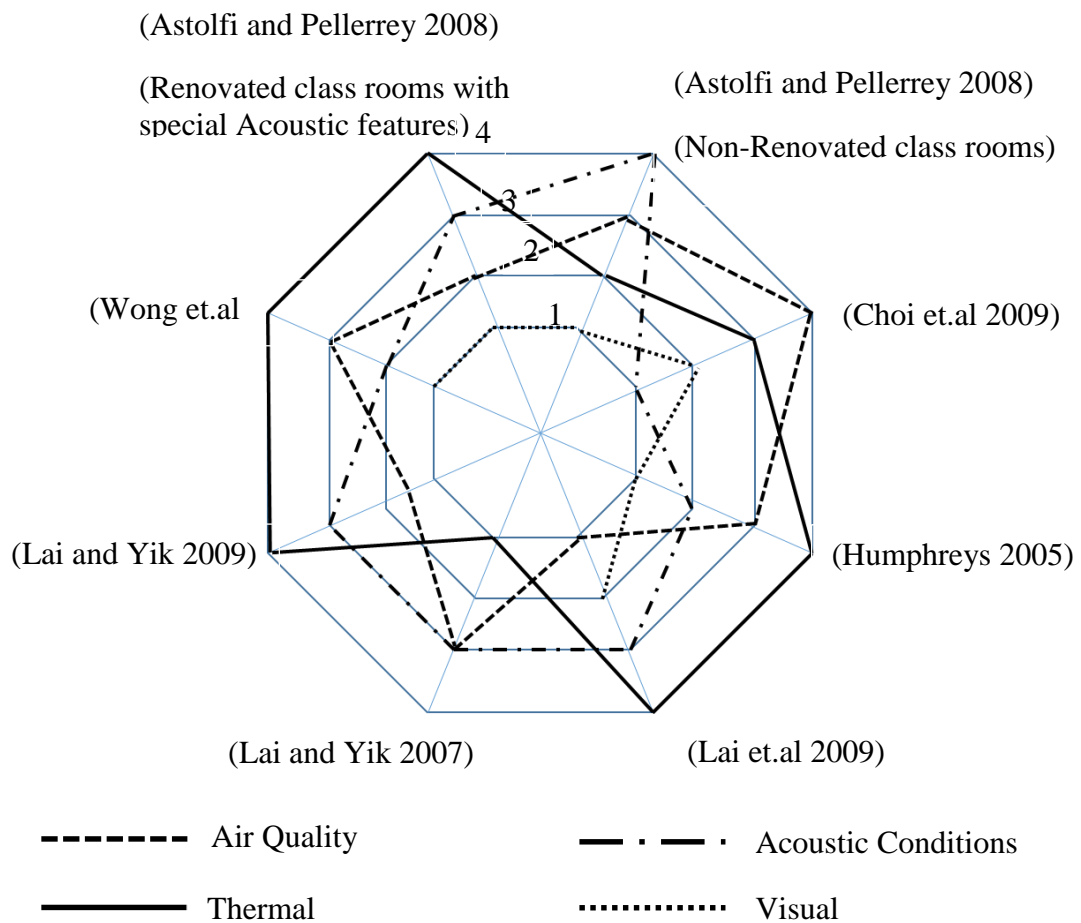 (Astolfi and Pellerrey 2008)
(Renovated class rooms with
special Acoustic features)
(Astolfi and Pellerrey 2008)
(Non-Renovated class rooms)
4
3
2
1
(Wong et.al
(Choi et.al 2009)
(Lai and Yik 2009)
(Humphreys 2005)
(Lai and Yik 2007)
(Lai et.al 2009)
Air Quality
Acoustic Conditions
Thermal
Visual